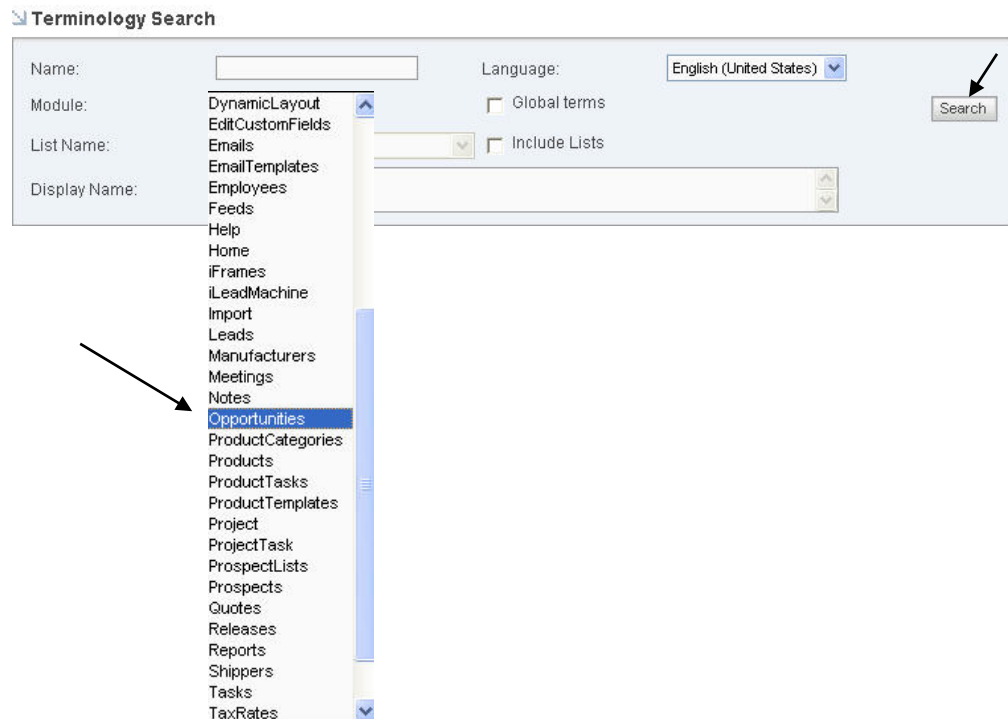 Terminology Search
Name:
Language: English (United States)
Module:
Global terms
Search
List Name:
Include Lists
Display Name:
DynamicLayout
EditCustomFields
Emails
EmailTemplates
Employees
Feeds
Help
Home
iFrames
iLeadMachine
Import
Leads
Manufacturers
Meetings
Notes
Opportunities
ProductCategories
Products
ProductTasks
ProductTemplates
Project
ProjectTask
ProspectLists
Prospects
Quotes
Releases
Reports
Shippers
Tasks
TaxRates